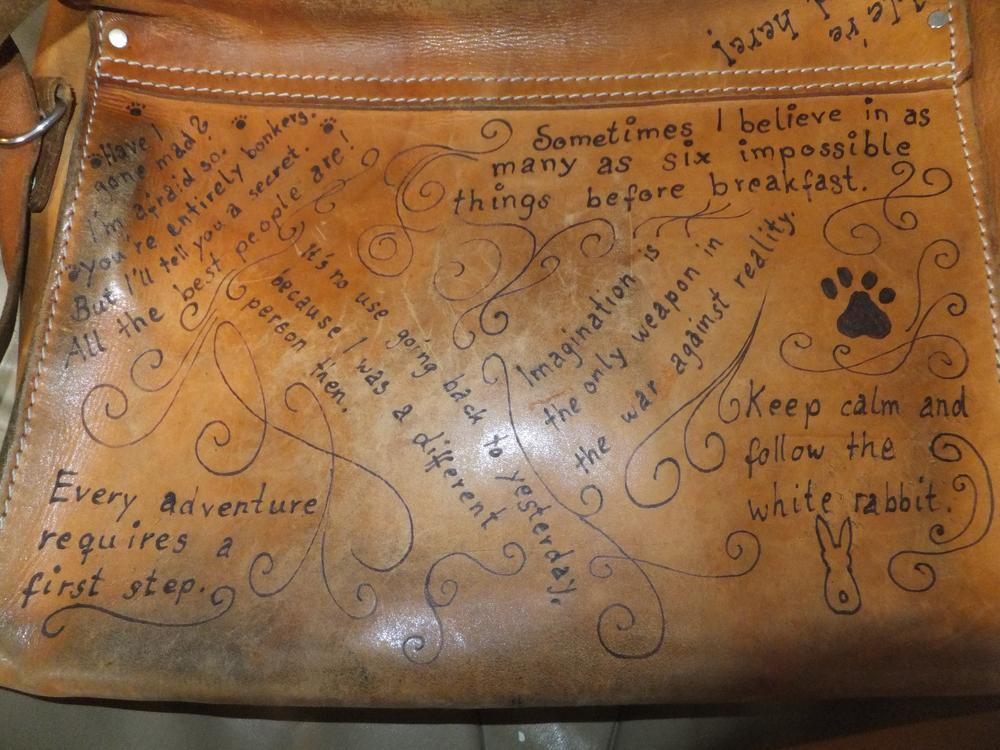 Have I
gone mad?
I'm afraid so.
you're entirely bonkers.
But I'll tell you a secret.
All the best people are!
Sometimes I believe in as
many as six impossible
things before breakfast.
It's no use going back to yesterday,
because I was a different
person then.
Imagination is
the only weapon in
the war against reality.
Keep calm and
follow the
white rabbit.
Every adventure
requires a
first step.
here!